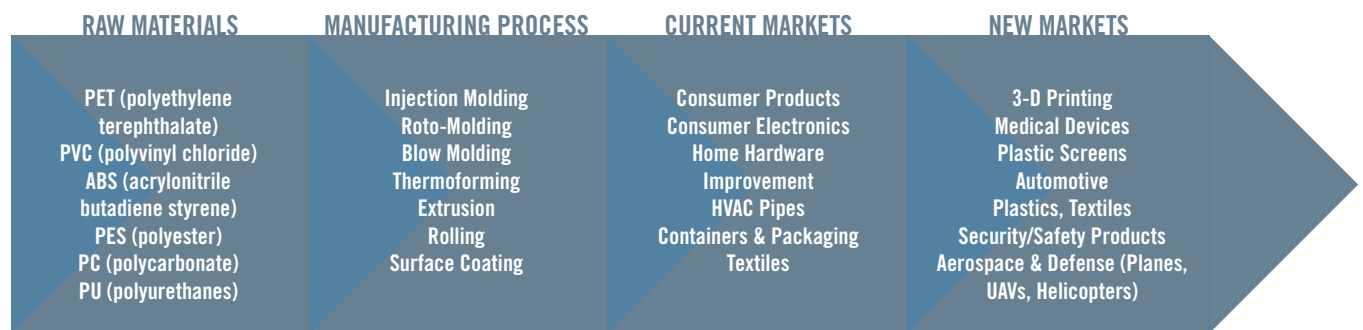 RAW MATERIALS
PET (polyethylene
terephthalate)
PVC (polyvinyl chloride)
ABS (acrylonitrile
butadiene styrene)
PES (polyester)
PC (polycarbonate)
PU (polyurethanes)
MANUFACTURING PROCESS
Injection Molding
Roto-Molding
Blow Molding
Thermoforming
Extrusion
Rolling
Surface Coating
CURRENT MARKETS
Consumer Products
Consumer Electronics
Home Hardware
Improvement
HVAC Pipes
Containers & Packaging
Textiles
NEW MARKETS
3-D Printing
Medical Devices
Plastic Screens
Automotive
Plastics, Textiles
Security/Safety Products
Aerospace & Defense (Planes,
UAVs, Helicopters)